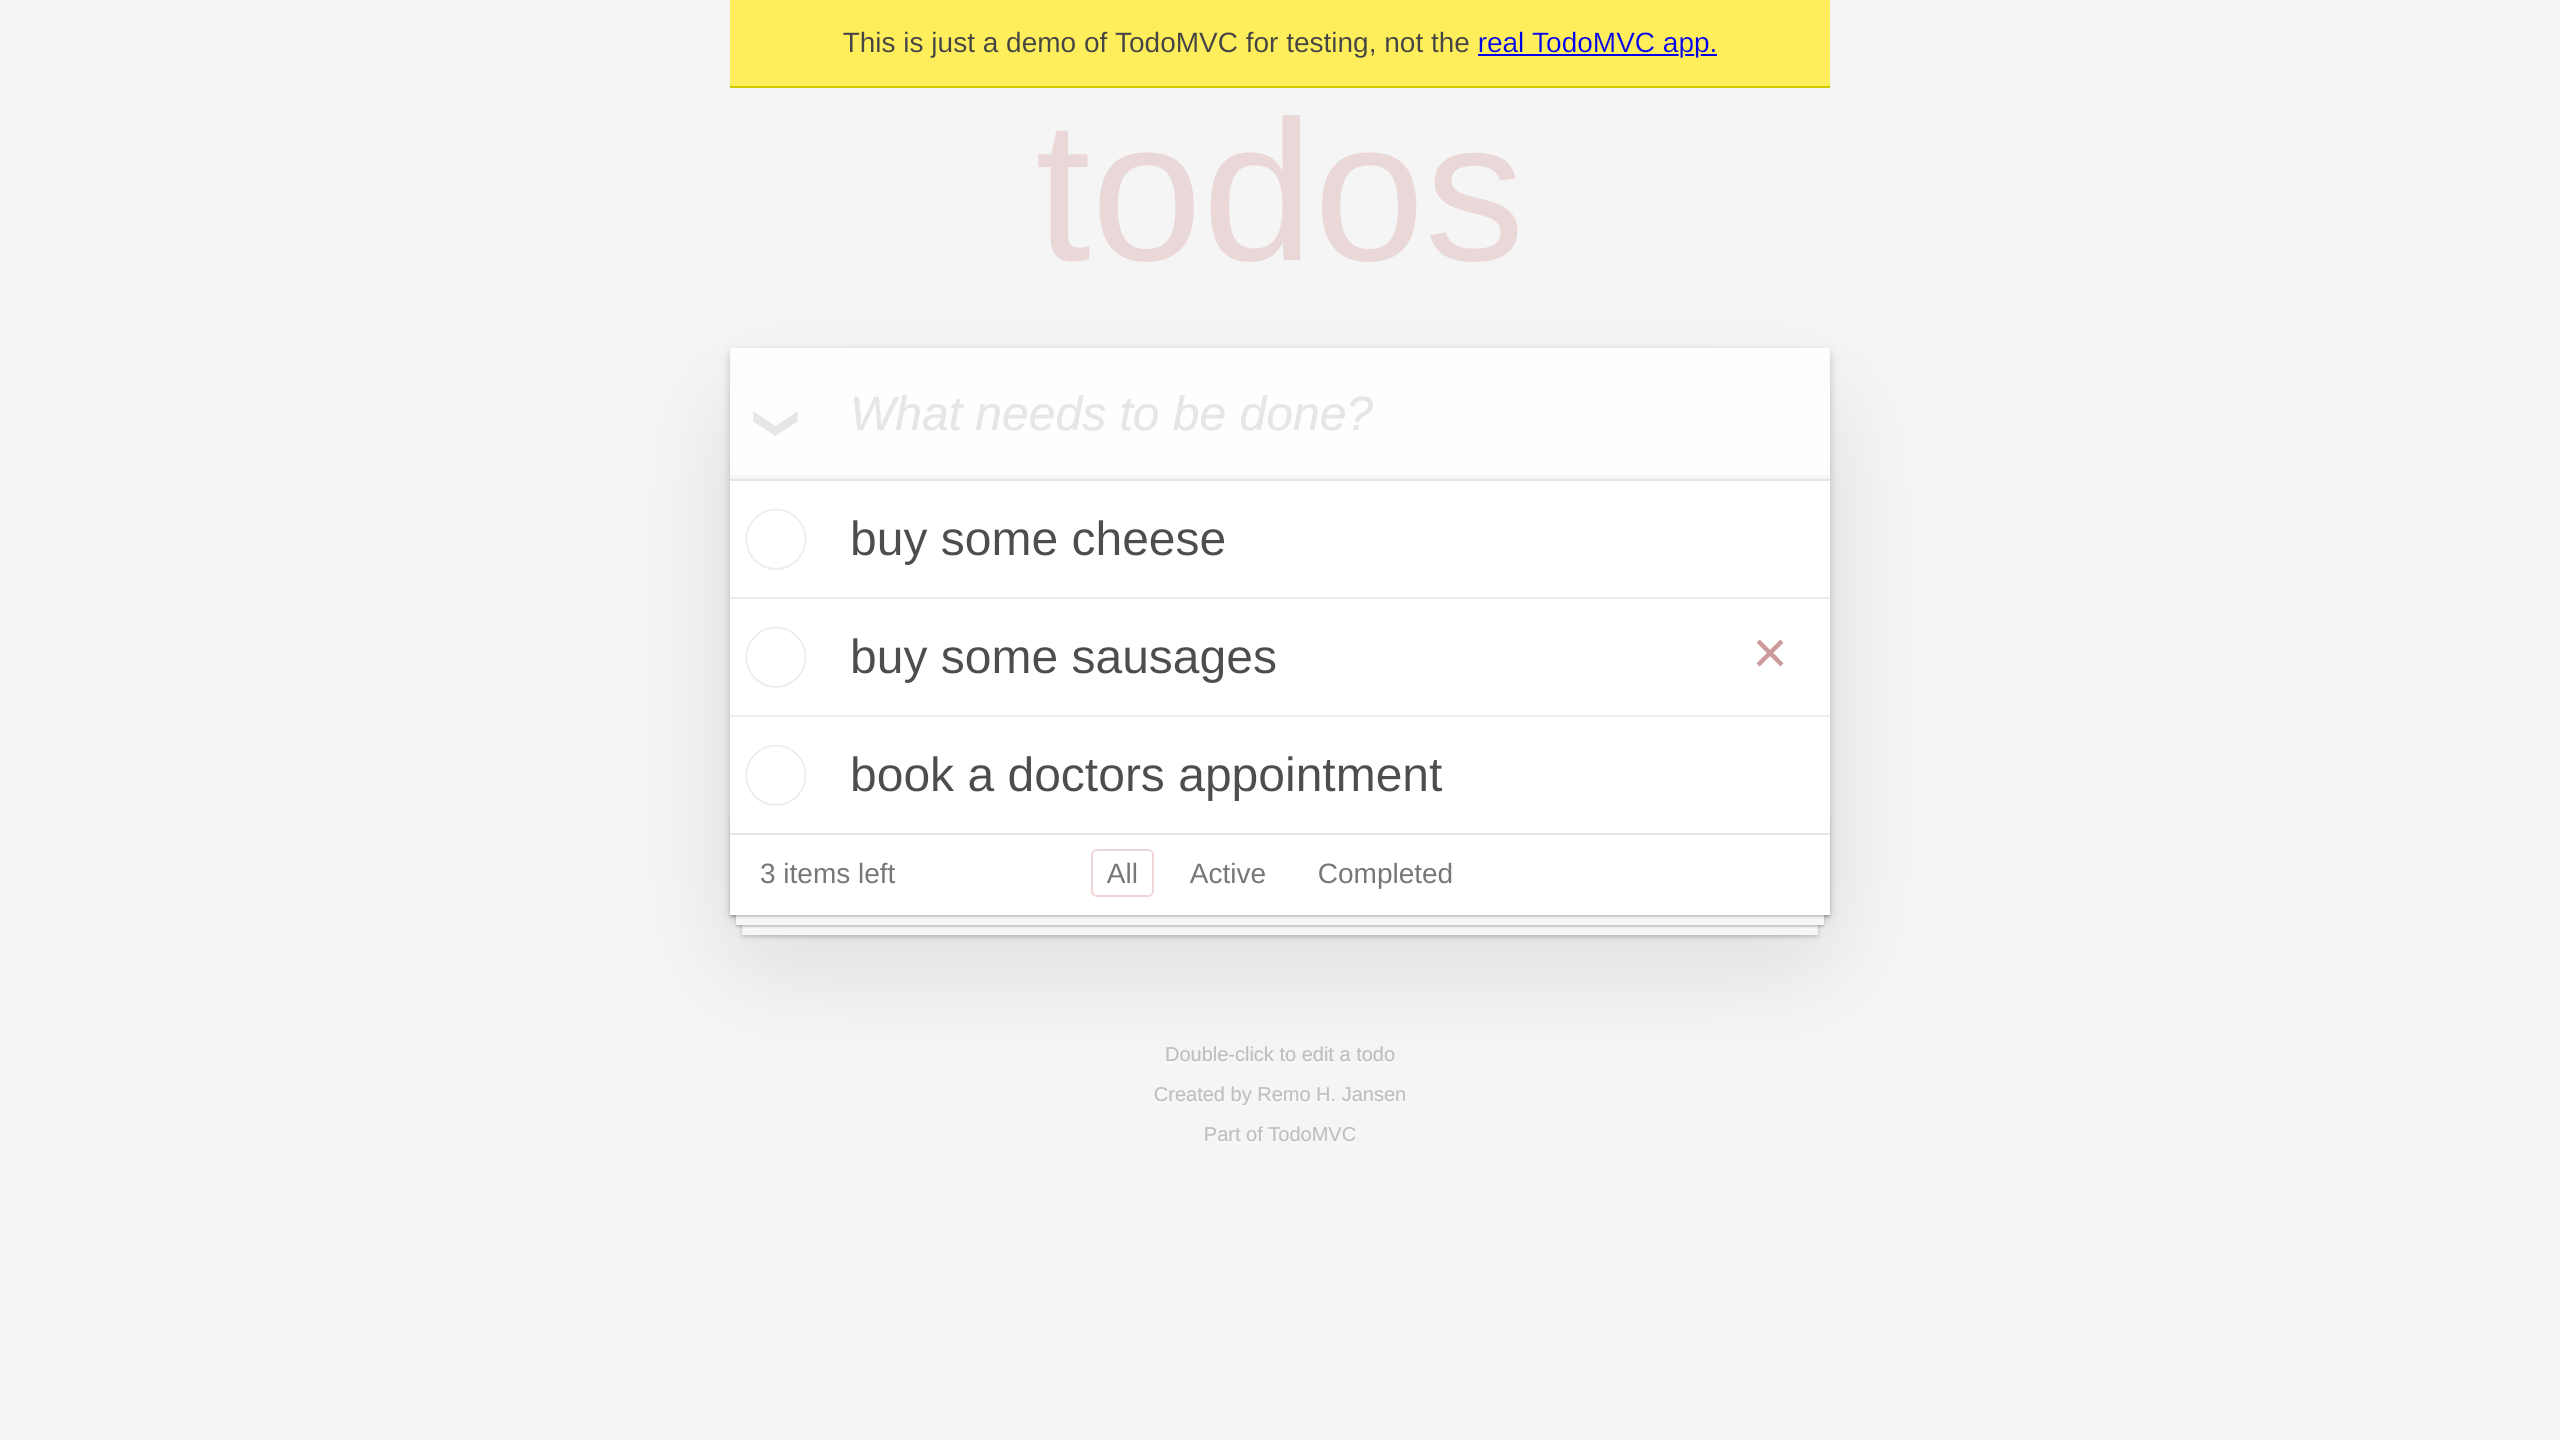 This is just a demo of TodoMVC for testing, not the real TodoMVC app.
todos
What needs to be done?
buy some cheese
buy some sausages
book a doctors appointment
3 items left
All
Active
Completed
Double-click to edit a todo
Created by Remo H. Jansen
Part of TodoMVC